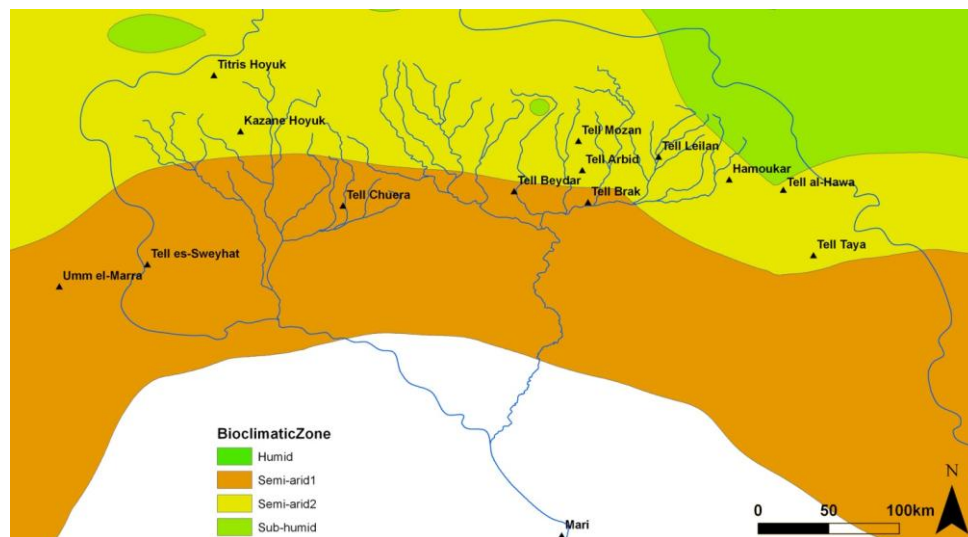 Titris Hoyuk
Kazane Hoyuk
Tell Mozan
Tell Leilan
Tell Arbid
Hamoukar
Tell Beydar
Tell al-Hawa
Tell Brak
Tell Chuera
Tell Taya
Tell es-Sweyhat
Umm el-Marra
BioclimaticZone
Humid
Semi-arid1
Semi-arid2
Sub-humid
Mari
N
0 50 100km